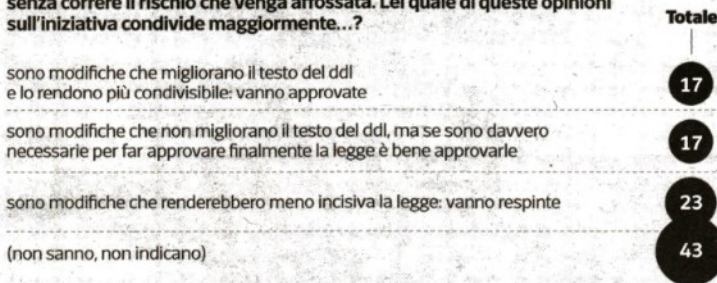 senza correre il rischio che venga affossata. Lei quale di queste opinioni
sull'iniziativa condivide maggiormente...?
Totale
sono modifiche che migliorano il testo del ddl
e lo rendono più condivisibile: vanno approvate
17
sono modifiche che non migliorano il testo del ddl, ma se sono davvero
necessarie per far approvare finalmente la legge è bene approvarle
17
sono modifiche che renderebbero meno incisiva la legge: vanno respinte
23
(non sanno, non indicano)
43